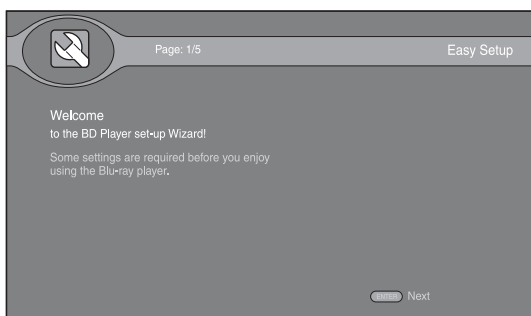 Page: 1/5
Easy Setup
Welcome
to the BD Player set-up Wizard!
Some settings are required before you enjoy
using the Blu-ray player.
ENTER Next